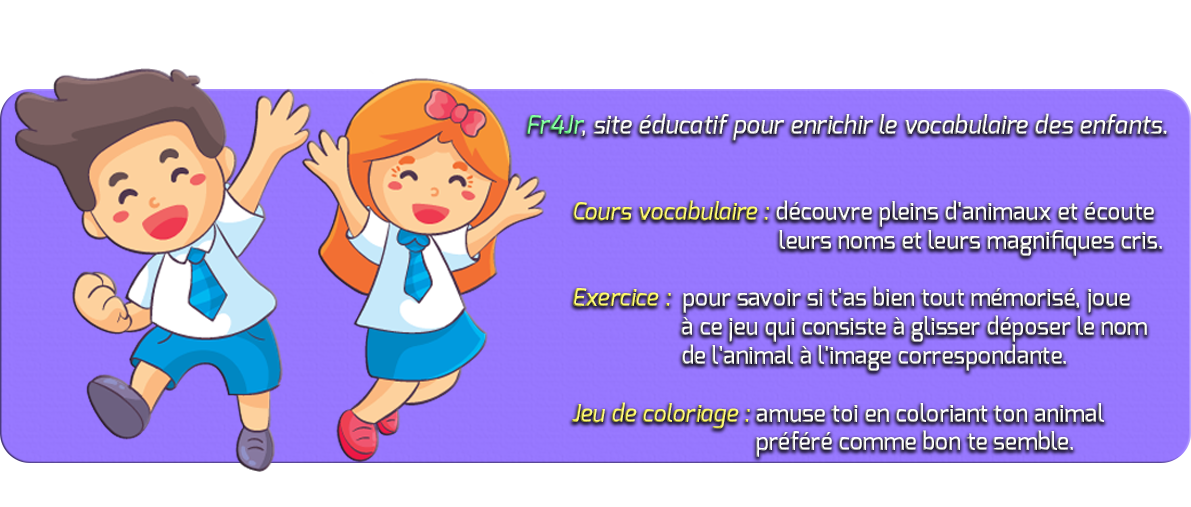 Fr4Jr, site éducatif pour enrichir le vocabulaire des enfants.
Cours vocabulaire : découvre pleins d'animaux et écoute
leurs noms et leurs magnifiques cris.
Exercice : pour savoir si t'as bien tout mémorisé, joue
à ce jeu qui consiste à glisser déposer le nom
de l'animal à l'image correspondante.
Jeu de coloriage : amuse toi en coloriant ton animal
préféré comme bon te semble.